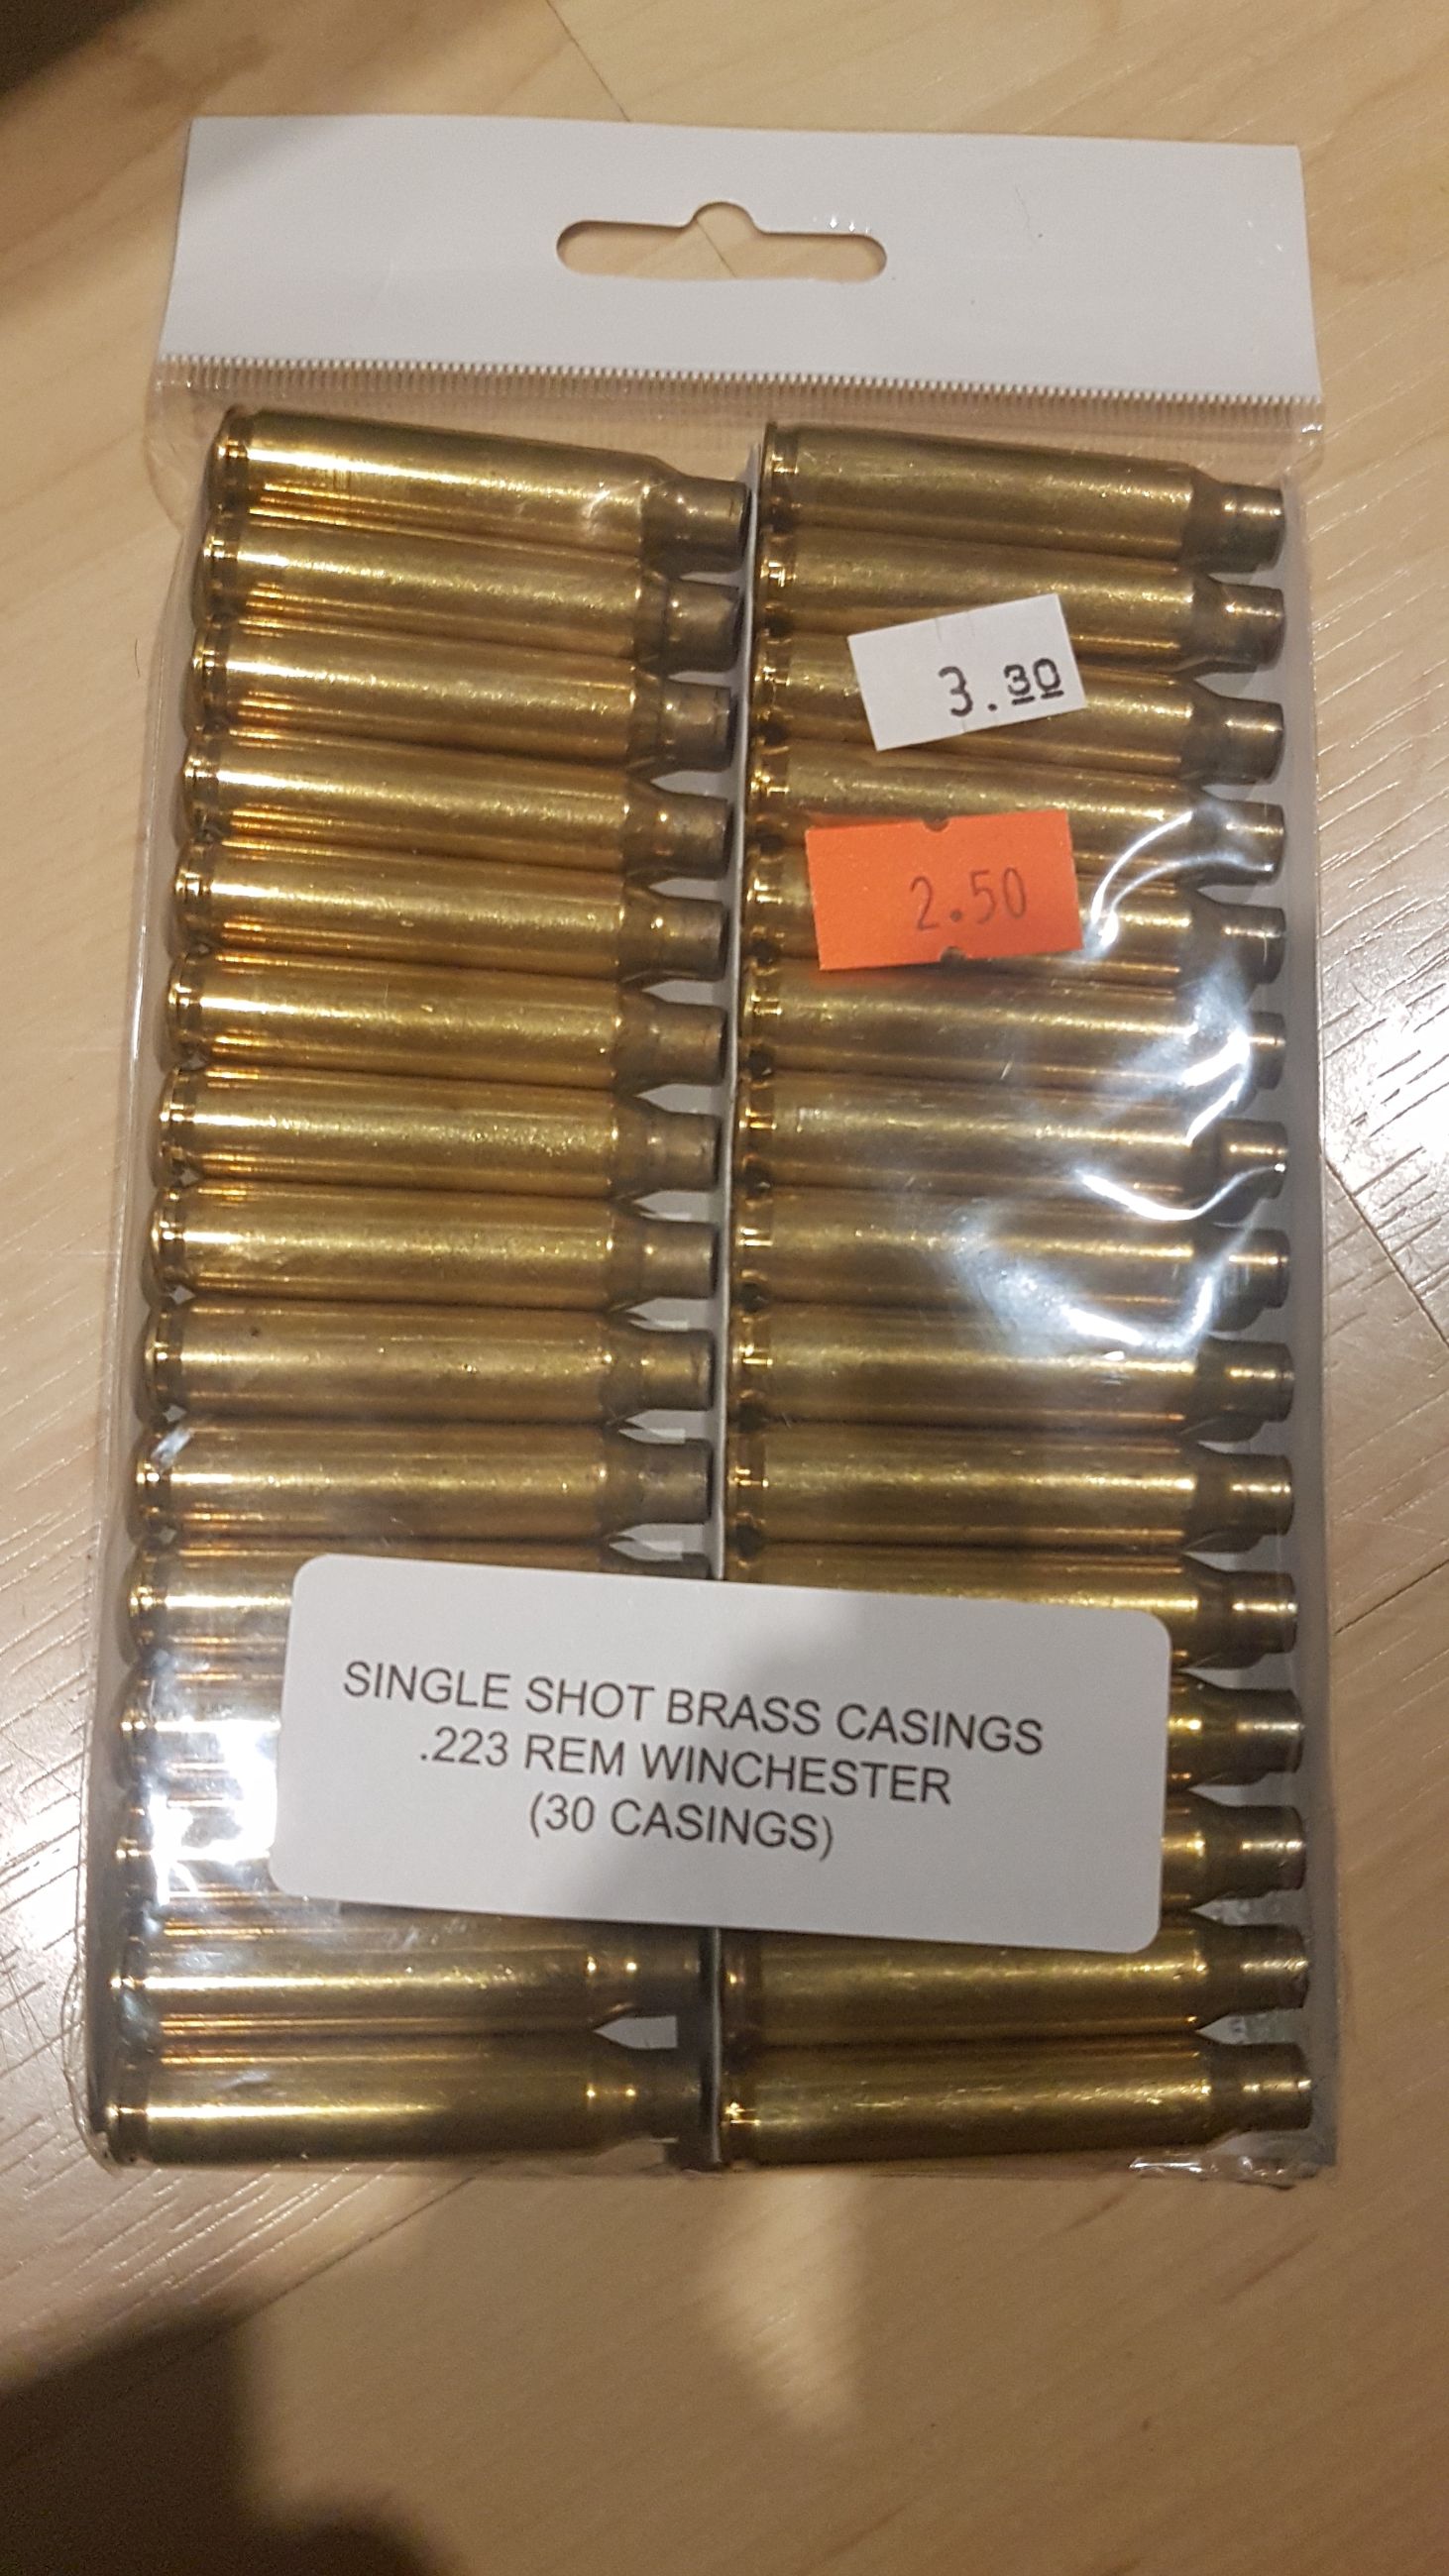 3.30
2.50
SINGLE SHOT BRASS CASINGS
.223 REM WINCHESTER
(30 CASINGS)